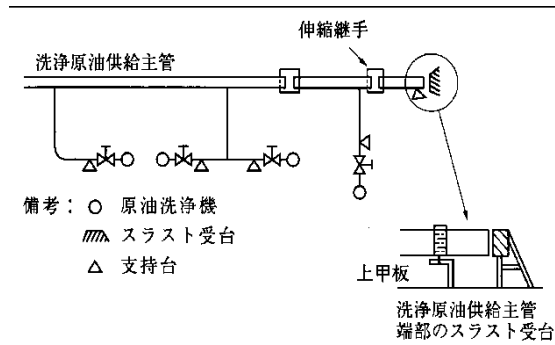 伸縮継手
洗浄原油供給主管
備考：○ 原油洗浄機
スラスト受台
△ 支持台
上甲板
洗浄原油供給主管
端部のスラスト受台